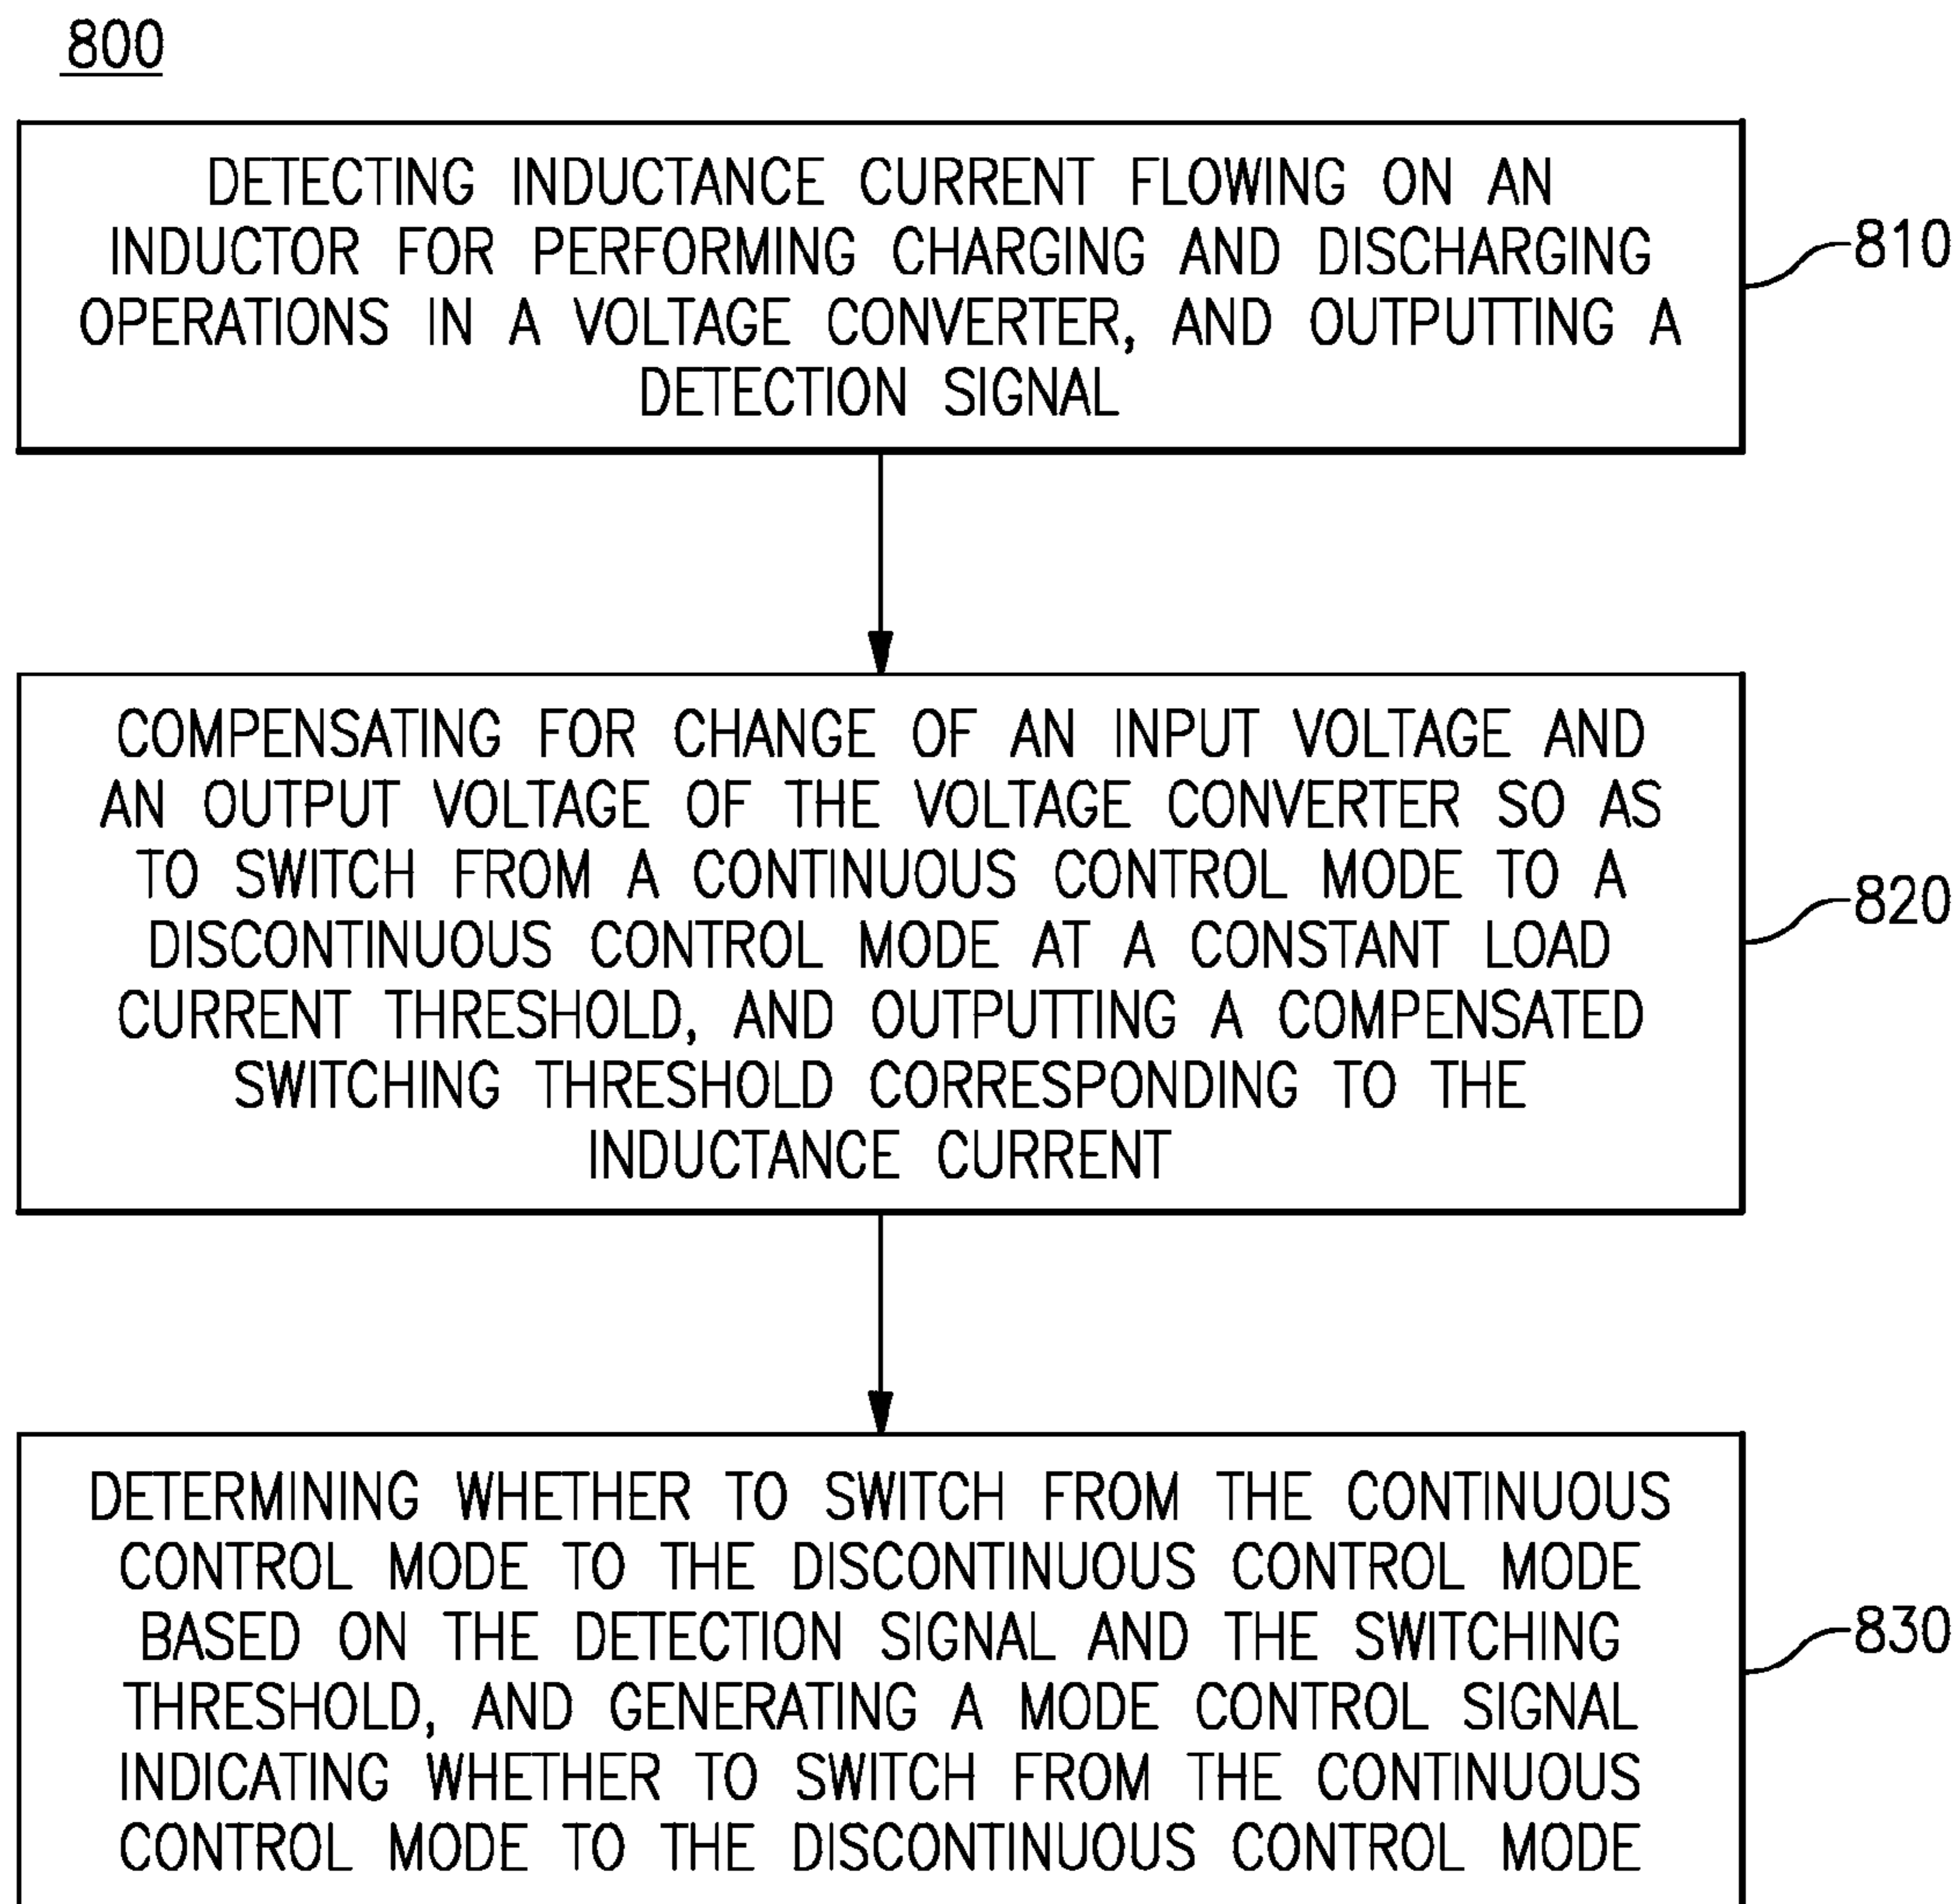 800
DETECTING INDUCTANCE CURRENT FLOWING ON AN
INDUCTOR FOR PERFORMING CHARGING AND DISCHARGING
OPERATIONS IN A VOLTAGE CONVERTER, AND OUTPUTTING A
DETECTION SIGNAL
810
COMPENSATING FOR CHANGE OF AN INPUT VOLTAGE AND
AN OUTPUT VOLTAGE OF THE VOLTAGE CONVERTER SO AS
TO SWITCH FROM A CONTINUOUS CONTROL MODE TO A
DISCONTINUOUS CONTROL MODE AT A CONSTANT LOAD
CURRENT THRESHOLD, AND OUTPUTTING A COMPENSATED
SWITCHING THRESHOLD CORRESPONDING TO THE
INDUCTANCE CURRENT
820
DETERMINING WHETHER TO SWITCH FROM THE CONTINUOUS
CONTROL MODE TO THE DISCONTINUOUS CONTROL MODE
BASED ON THE DETECTION SIGNAL AND THE SWITCHING
THRESHOLD, AND GENERATING A MODE CONTROL SIGNAL
INDICATING WHETHER TO SWITCH FROM THE CONTINUOUS
CONTROL MODE TO THE DISCONTINUOUS CONTROL MODE
830